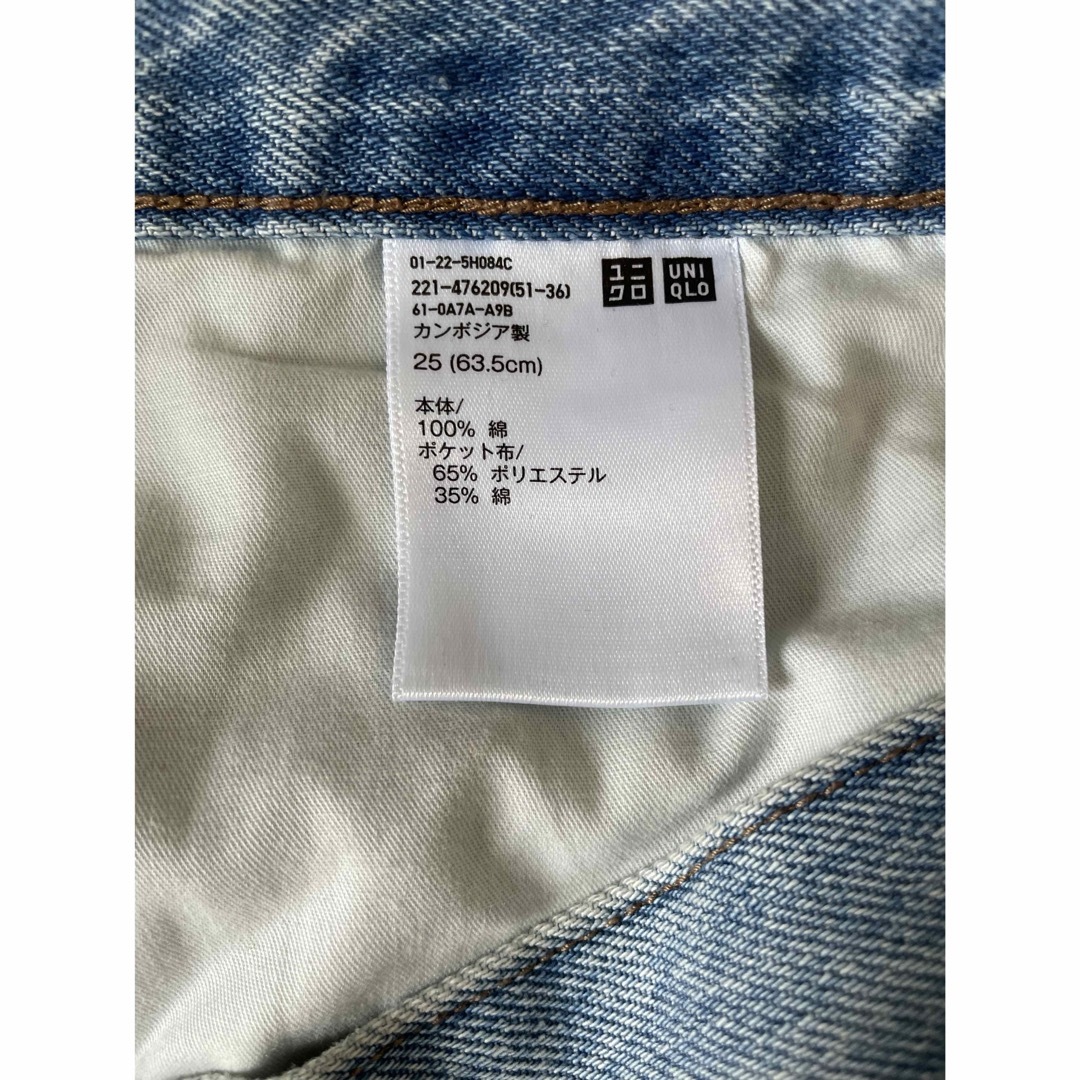 01-22-5H084C
221-476209(51-36)
61-0A7A-A9B
カンボジア製
25 (63.5cm)
本体/
100% 綿
ポケット布/
65% ポリエステル
35% 綿
ユニ
クロ
UNI
QLO